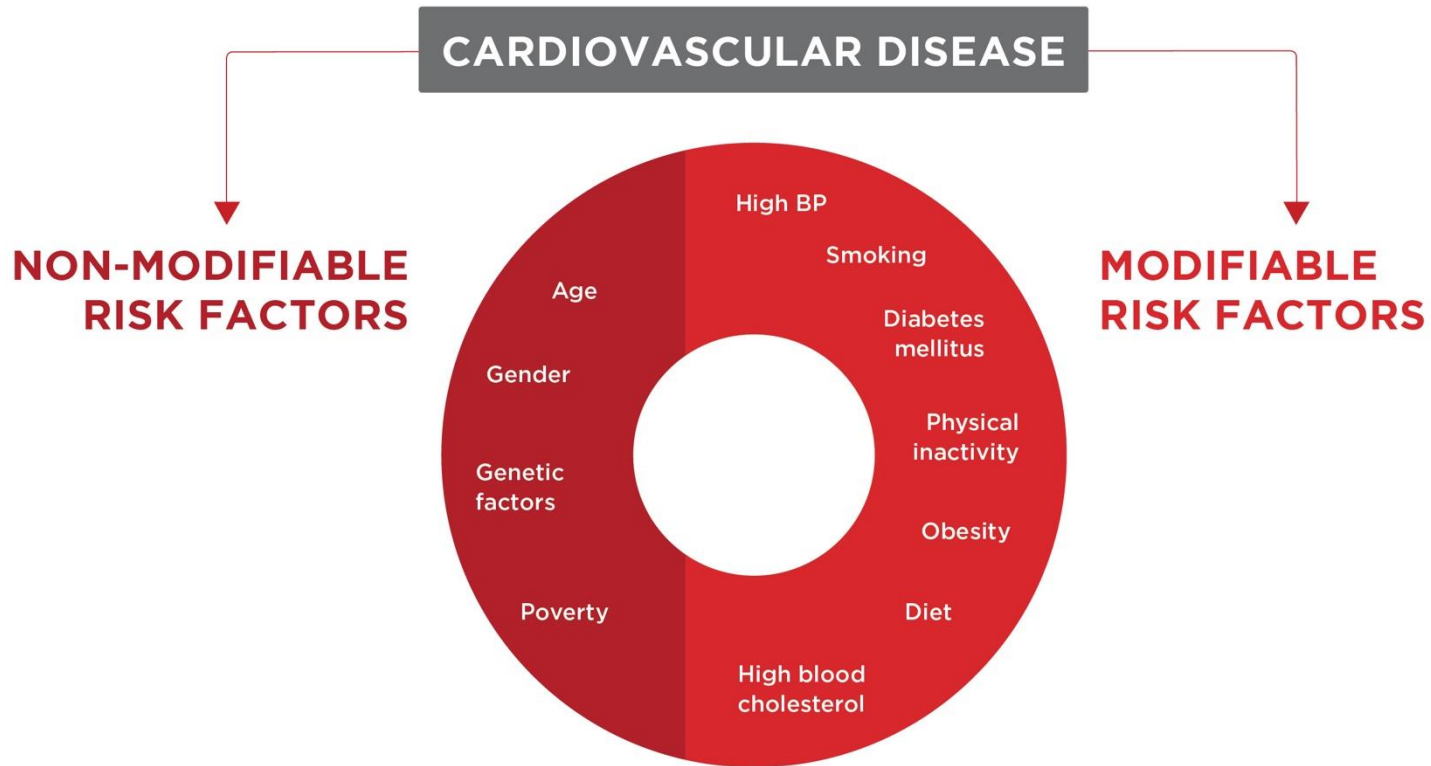 CARDIOVASCULAR DISEASE
NON-MODIFIABLE
RISK FACTORS
Age
Gender
Genetic
factors
Poverty
High BP
Smoking
Diabetes
mellitus
Physical
inactivity
Obesity
Diet
High blood
cholesterol
MODIFIABLE
RISK FACTORS